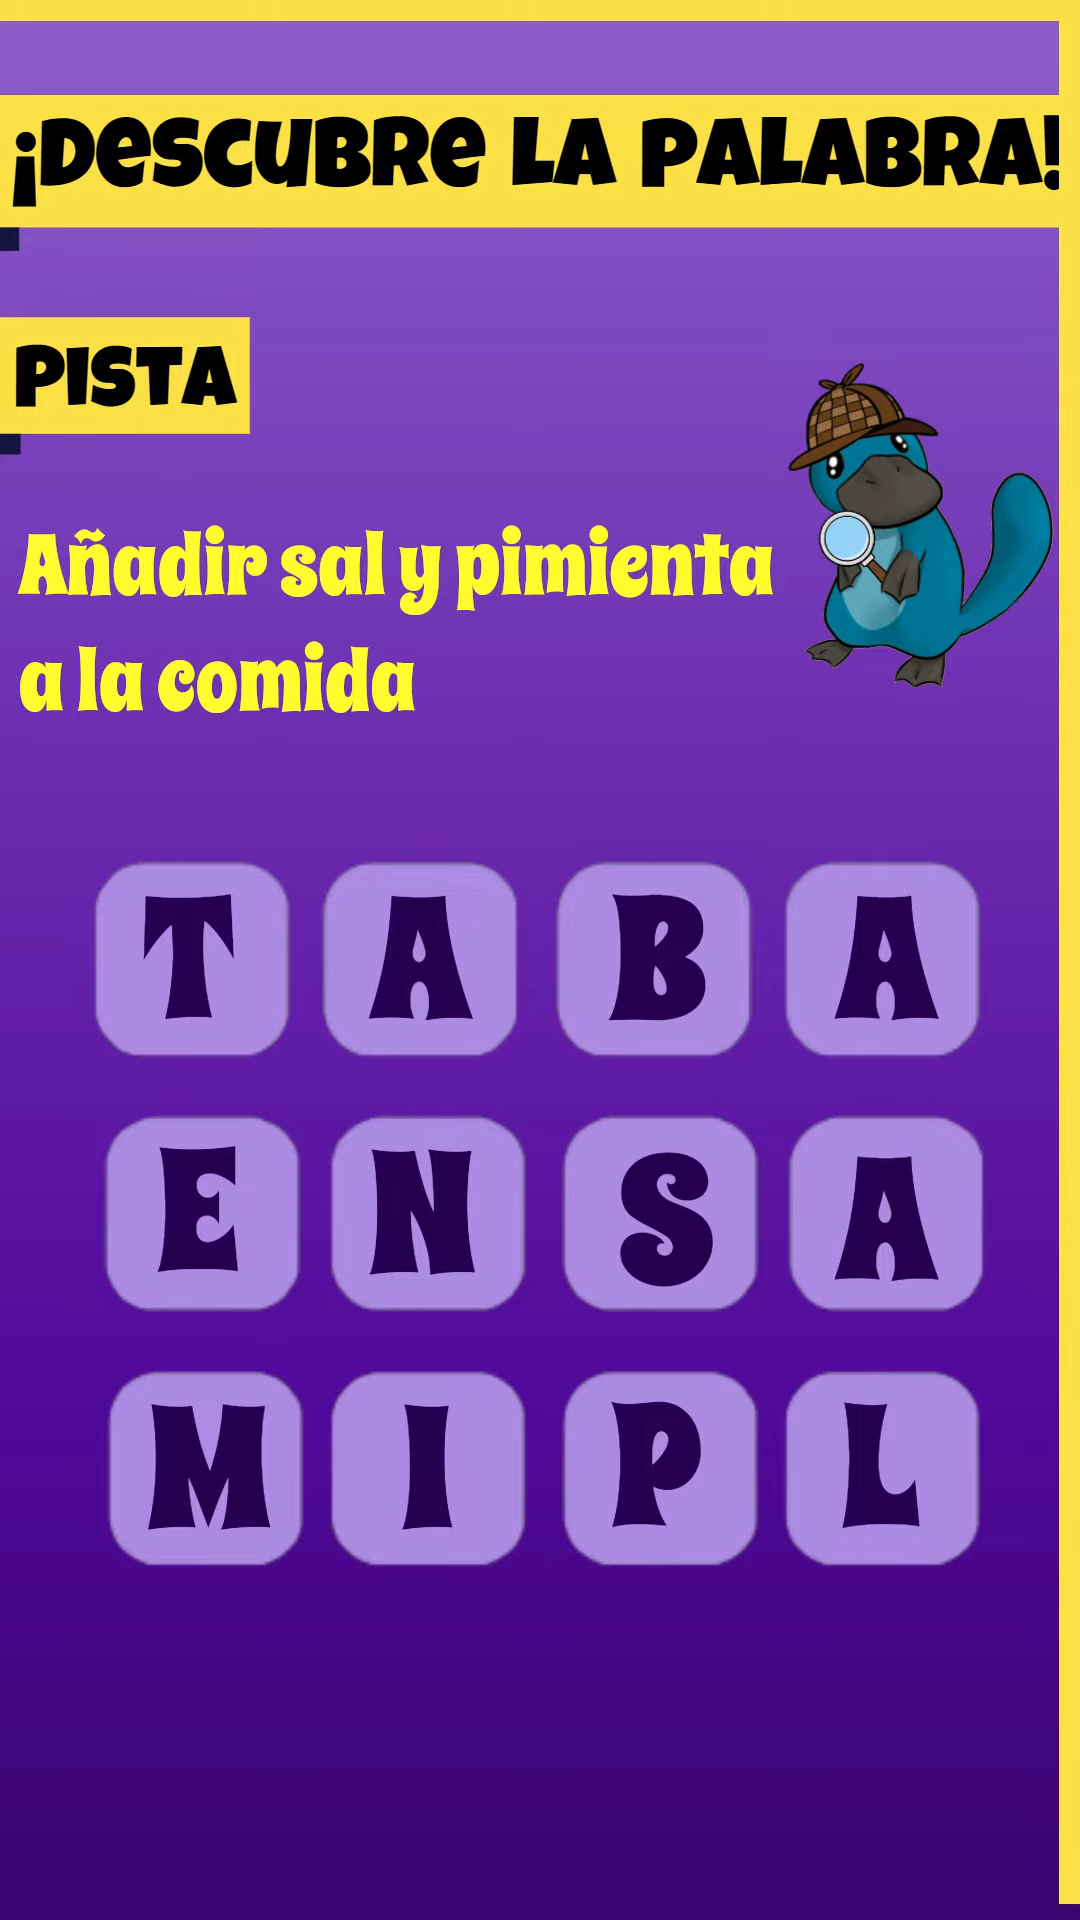 ¡DESCUBRE LA PALABRA!
PISTA
Añadir sal y pimienta
a la comida
T A B A
E N S A
M I P L